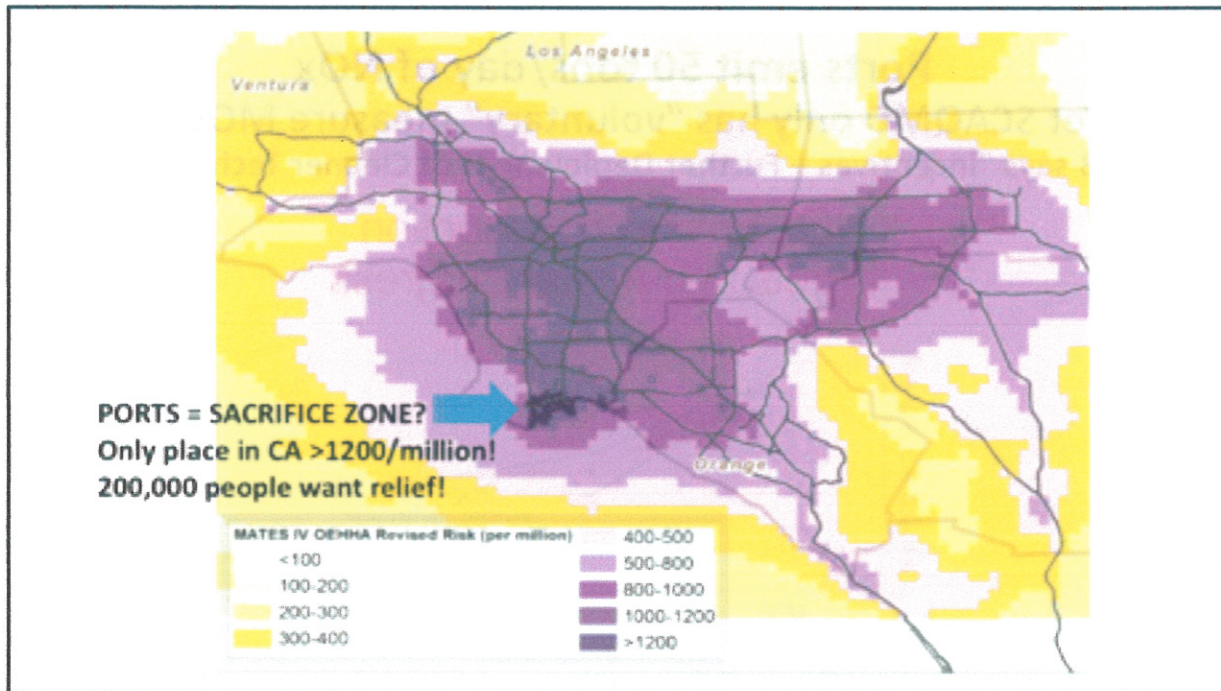 Los Angeles
Ventura
PORTS = SACRIFICE ZONE?
Only place in CA >1200/million!
200,000 people want relief!
Orange
MATES IV OEHHA Revised Risk (per million)
<100
100-200
200-300
300-400
400-500
500-800
800-1000
1000-1200
>1200